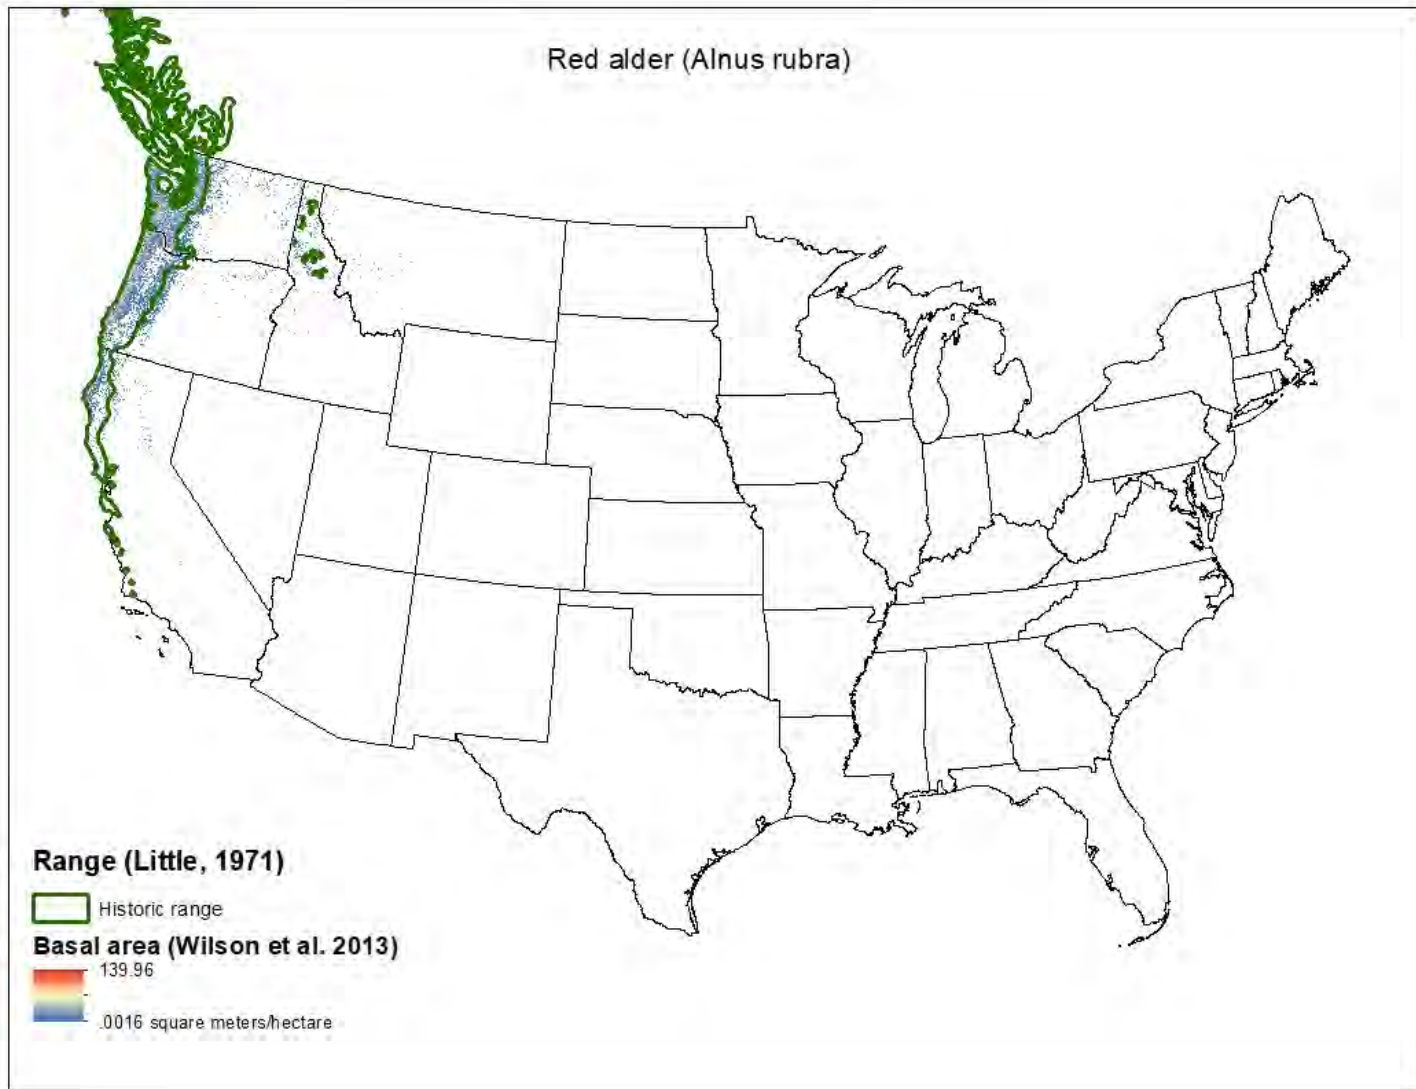 Red alder (Alnus rubra)
Range (Little, 1971)
Historic range
Basal area (Wilson et al. 2013)
139.96
.0016 square meters/hectare